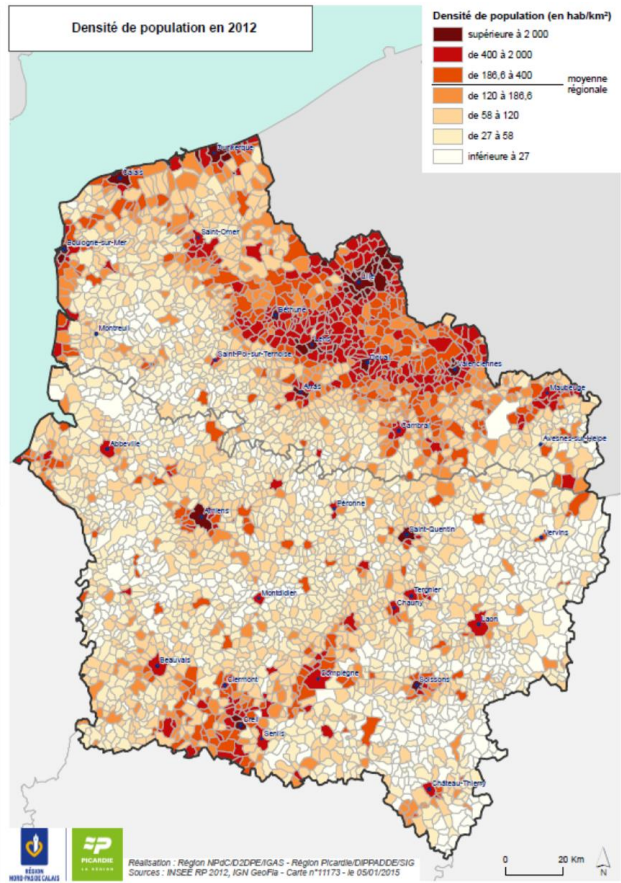 Densité de population en 2012
Densité de population (en hab/km²)
supérieure à 2 000
de 400 à 2 000
de 186,6 à 400
moyenne
régionale
de 120 à 186,6
de 58 à 120
de 27 à 58
inférieure à 27
Dunkerque
Calais
Saint-Omer
Boulogne-sur-Mer
Lille
Béthune
Montreuil
Lens
Saint-Pol-sur-Ternoise
Douai
Valenciennes
Arras
Maubeuge
Cambrai
Avesnes-sur-Helpe
Abbeville
Péronne
Amiens
Saint-Quentin
Vervins
Montdidier
Tergnier
Chauny
Laon
Beauvais
Clermont
Compiègne
Soissons
Creil
Senlis
Château-Thierry
RÉGION
NORD-PAS DE CALAIS
PICARDIE
LA RÉGION
Réalisation : Région NPdC/D2DPE/IGAS - Région Picardie/DIPPADDE/SIG
Sources : INSEE RP 2012, IGN GeoFla - Carte n°11173 - le 05/01/2015
0 20 Km
N